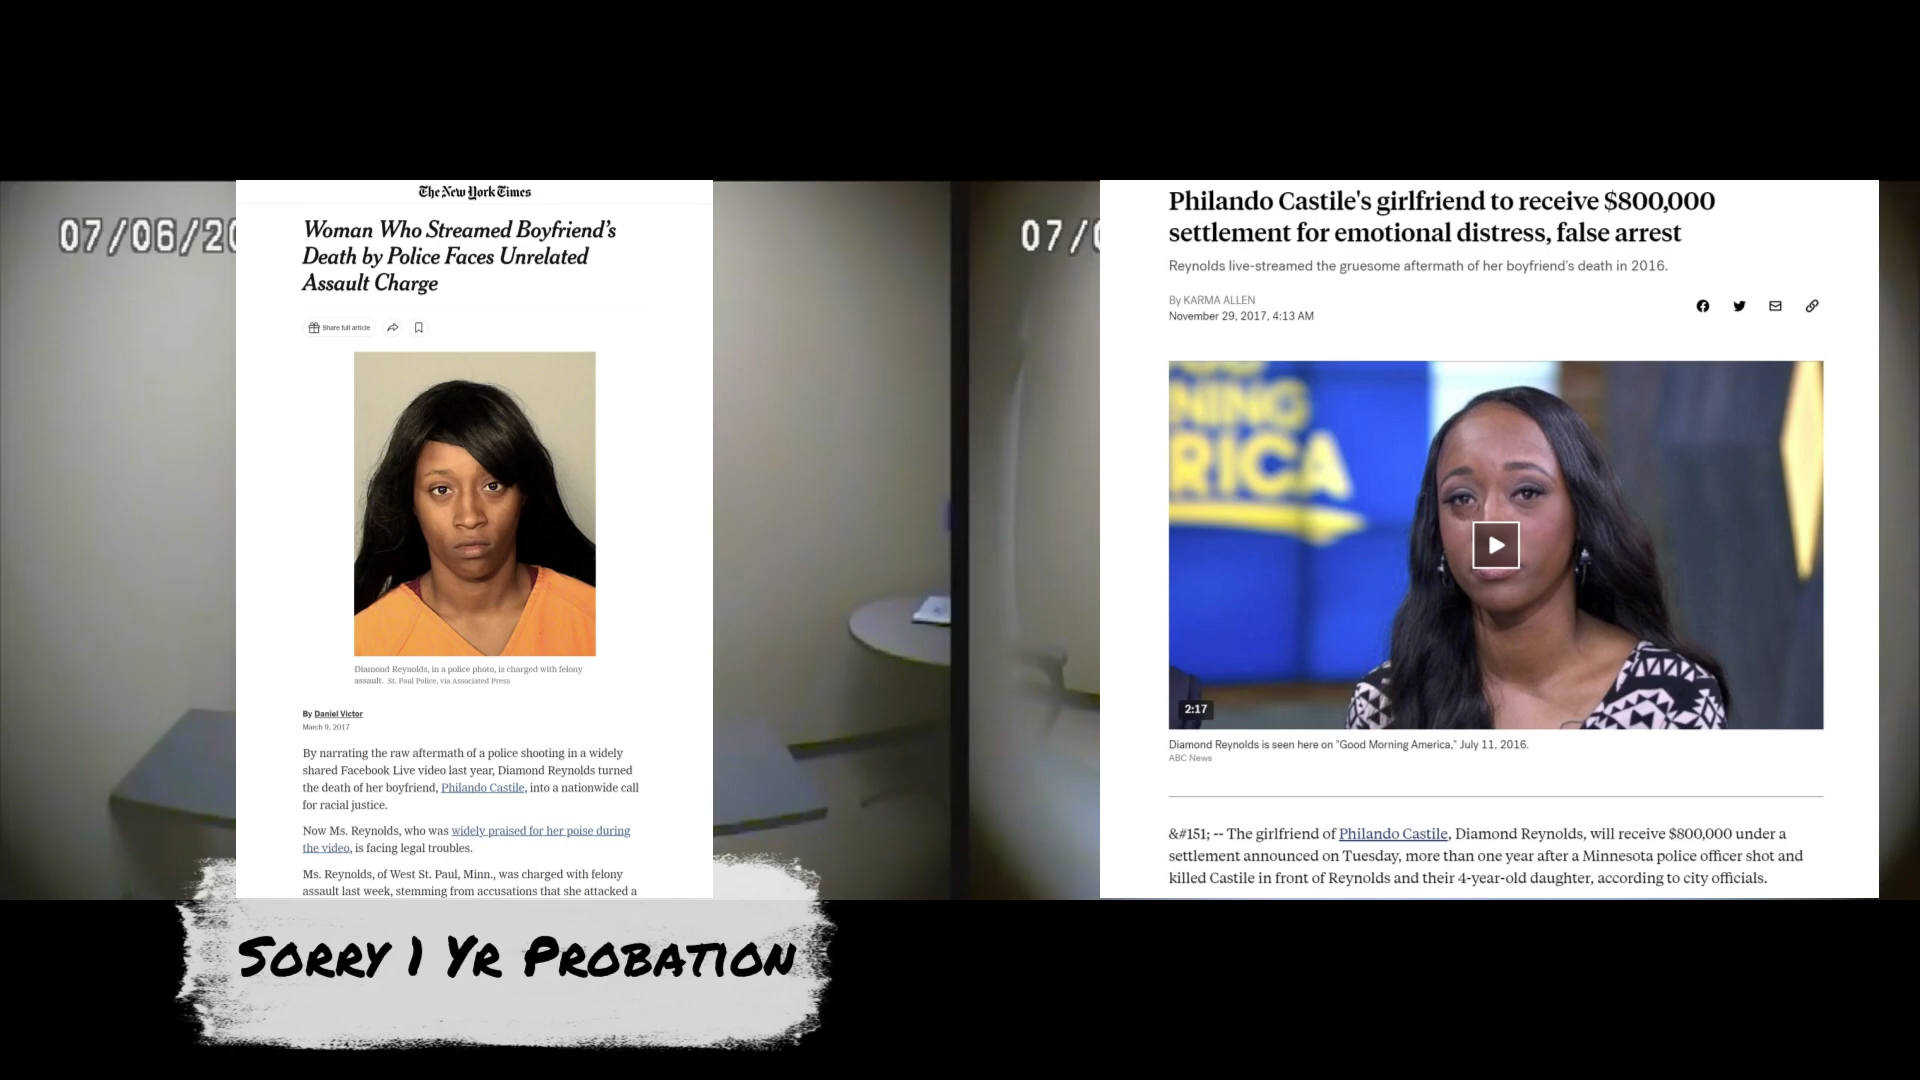 07/06/20
The New York Times
Woman Who Streamed Boyfriend's
Death by Police Faces Unrelated
Assault Charge
Share full article
Diamond Reynolds, in a police photo, is charged with felony
assault. St. Paul Police, via Associated Press
By Daniel Victor
March 9, 2017
By narrating the raw aftermath of a police shooting in a widely
shared Facebook Live video last year, Diamond Reynolds turned
the death of her boyfriend, Philando Castile, into a nationwide call
for racial justice.
Now Ms. Reynolds, who was widely praised for her poise during
the video, is facing legal troubles.
Ms. Reynolds, of West St. Paul, Minn., was charged with felony
assault last week, stemming from accusations that she attacked a
Sorry 1 Yr Probation
07/0
Philando Castile's girlfriend to receive $800,000
settlement for emotional distress, false arrest
Reynolds live-streamed the gruesome aftermath of her boyfriend's death in 2016.
By KARMA ALLEN
November 29, 2017, 4:13 AM
NING
RICA
2:17
Diamond Reynolds is seen here on "Good Morning America," July 11, 2016.
ABC News
&#151; -- The girlfriend of Philando Castile, Diamond Reynolds, will receive $800,000 under a
settlement announced on Tuesday, more than one year after a Minnesota police officer shot and
killed Castile in front of Reynolds and their 4-year-old daughter, according to city officials.